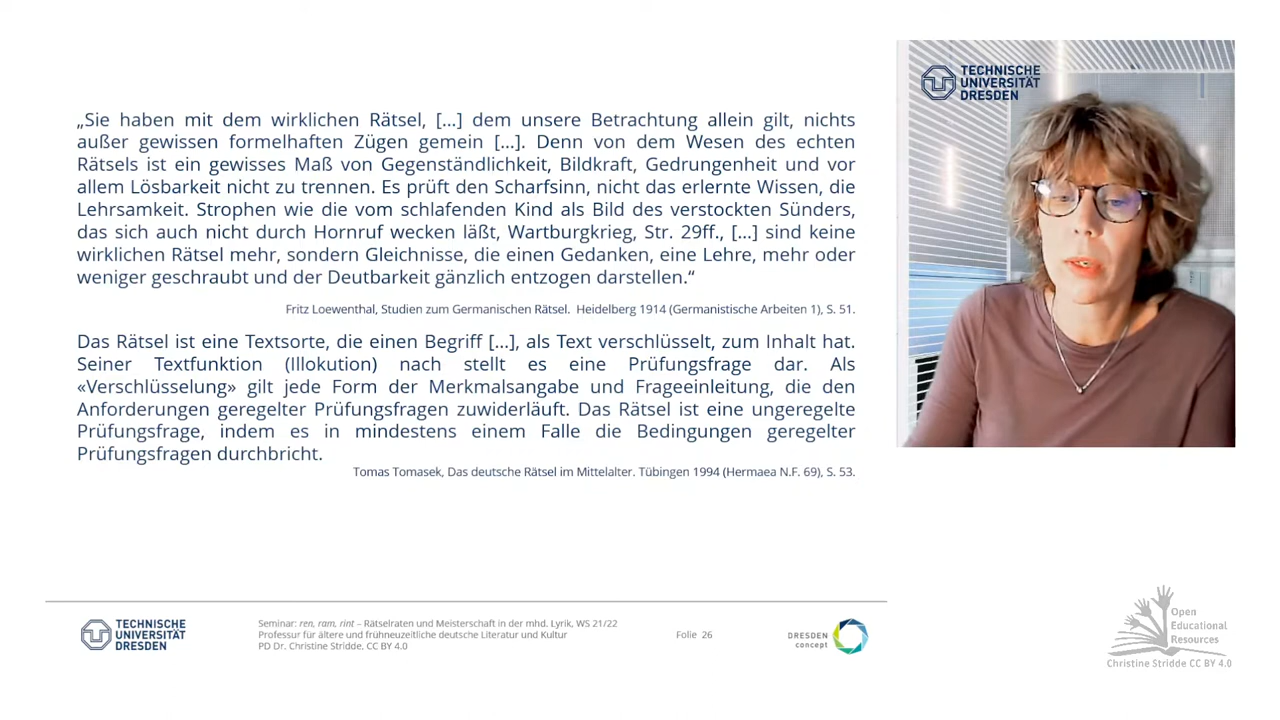 „Sie haben mit dem wirklichen Rätsel, [...] dem unsere Betrachtung allein gilt, nichts
außer gewissen formelhaften Zügen gemein [...]. Denn von dem Wesen des echten
Rätsels ist ein gewisses Maß von Gegenständlichkeit, Bildkraft, Gedrungenheit und vor
allem Lösbarkeit nicht zu trennen. Es prüft den Scharfsinn, nicht das erlernte Wissen, die
Lehrsamkeit. Strophen wie die vom schlafenden Kind als Bild des verstockten Sünders,
das sich auch nicht durch Hornruf wecken läßt, Wartburgkrieg, Str. 29ff., [...] sind keine
wirklichen Rätsel mehr, sondern Gleichnisse, die einen Gedanken, eine Lehre, mehr oder
weniger geschraubt und der Deutbarkeit gänzlich entzogen darstellen.“
Fritz Loewenthal, Studien zum Germanischen Rätsel. Heidelberg 1914 (Germanistische Arbeiten 1), S. 51.
Das Rätsel ist eine Textsorte, die einen Begriff [...], als Text verschlüsselt, zum Inhalt hat.
Seiner Textfunktion (Illokution) nach stellt es eine Prüfungsfrage dar. Als
«Verschlüsselung» gilt jede Form der Merkmalsangabe und Frageeinleitung, die den
Anforderungen geregelter Prüfungsfragen zuwiderläuft. Das Rätsel ist eine ungeregelte
Prüfungsfrage, indem es in mindestens einem Falle die Bedingungen geregelter
Prüfungsfragen durchbricht.
Tomas Tomasek, Das deutsche Rätsel im Mittelalter. Tübingen 1994 (Hermaea N.F. 69), S. 53.
TECHNISCHE
UNIVERSITÄT
DRESDEN
TECHNISCHE
UNIVERSITÄT
DRESDEN
Seminar: ren, ram, rint – Rätselraten und Meisterschaft in der mhd. Lyrik, WS 21/22
Professur für ältere und frühneuzeitliche deutsche Literatur und Kultur
PD Dr. Christine Stridde, CC BY 4.0
Folie 26
DRESDEN
concept
Open
Educational
Resources
Christine Stridde CC BY 4.0